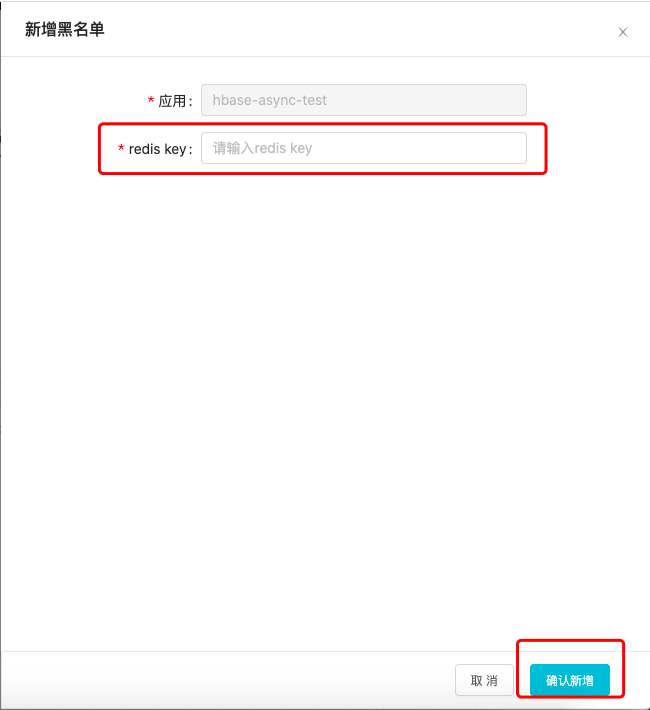 新增黑名单
* 应用: hbase-async-test
* redis key: 请输入redis key
取 消 确认新增